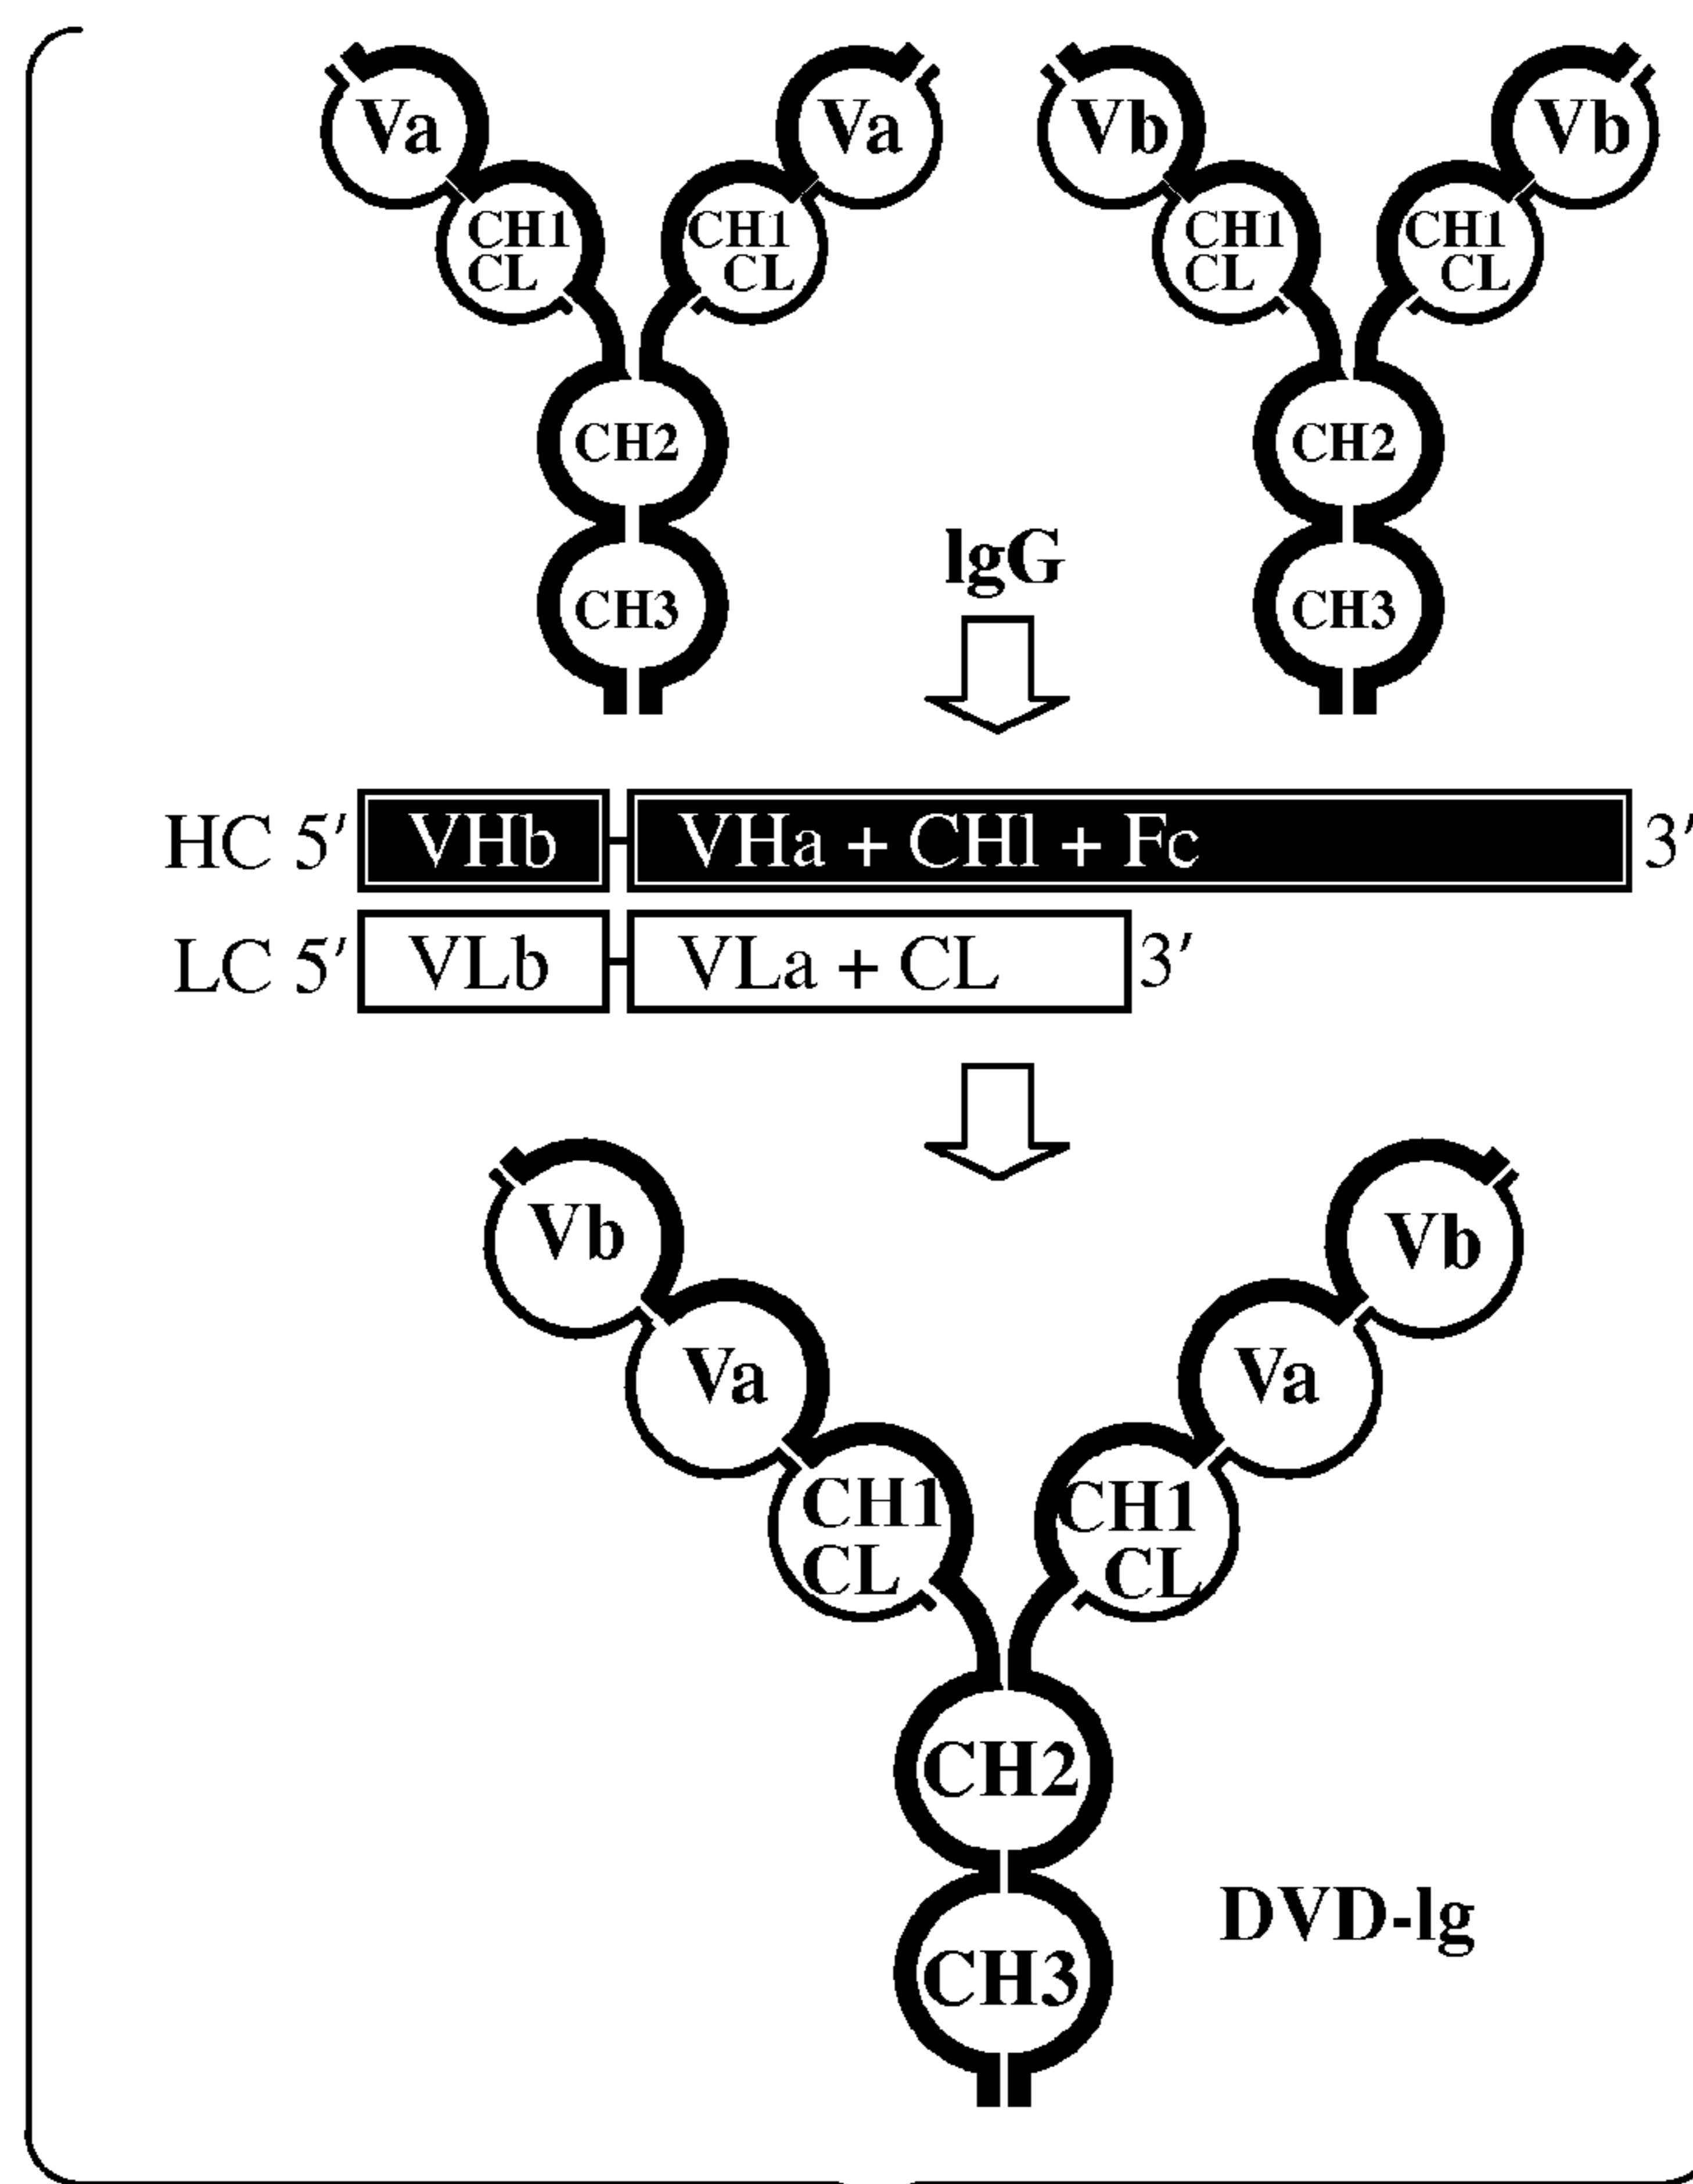 Va Va Vb Vb
CH1 CH1 CH1 CH1
CL CL CL CL
CH2 CH2
IgG
CH3 CH3
HC 5′ VHb VHa + CHl + Fc 3′
LC 5′ VLb VLa + CL 3′
Vb Vb
Va Va
CH1 CH1
CL CL
CH2
DVD-Ig
CH3